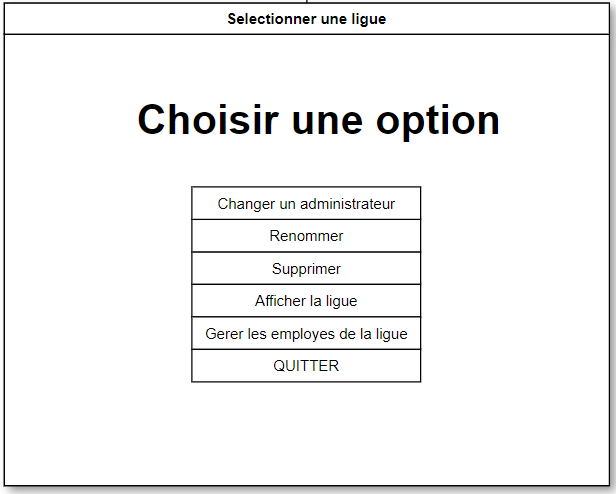 Selectionner une ligue
Choisir une option
Changer un administrateur
Renommer
Supprimer
Afficher la ligue
Gerer les employes de la ligue
QUITTER